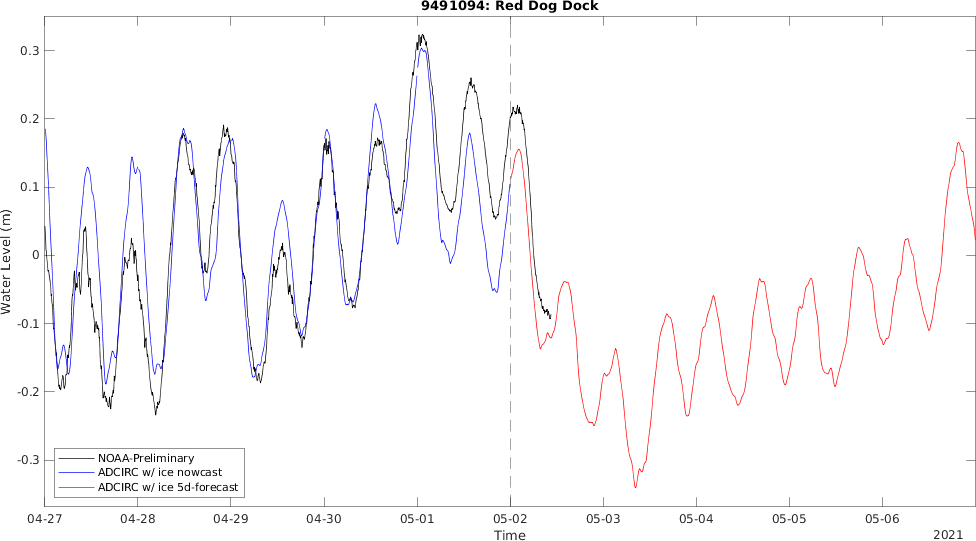 9491094: Red Dog Dock
0.3
0.2
0.1
0
-0.1
-0.2
-0.3
Water Level (m)
NOAA-Preliminary
ADCIRC w/ ice nowcast
ADCIRC w/ ice 5d-forecast
04-27 04-28 04-29 04-30 05-01 05-02 05-03 05-04 05-05 05-06
Time
2021